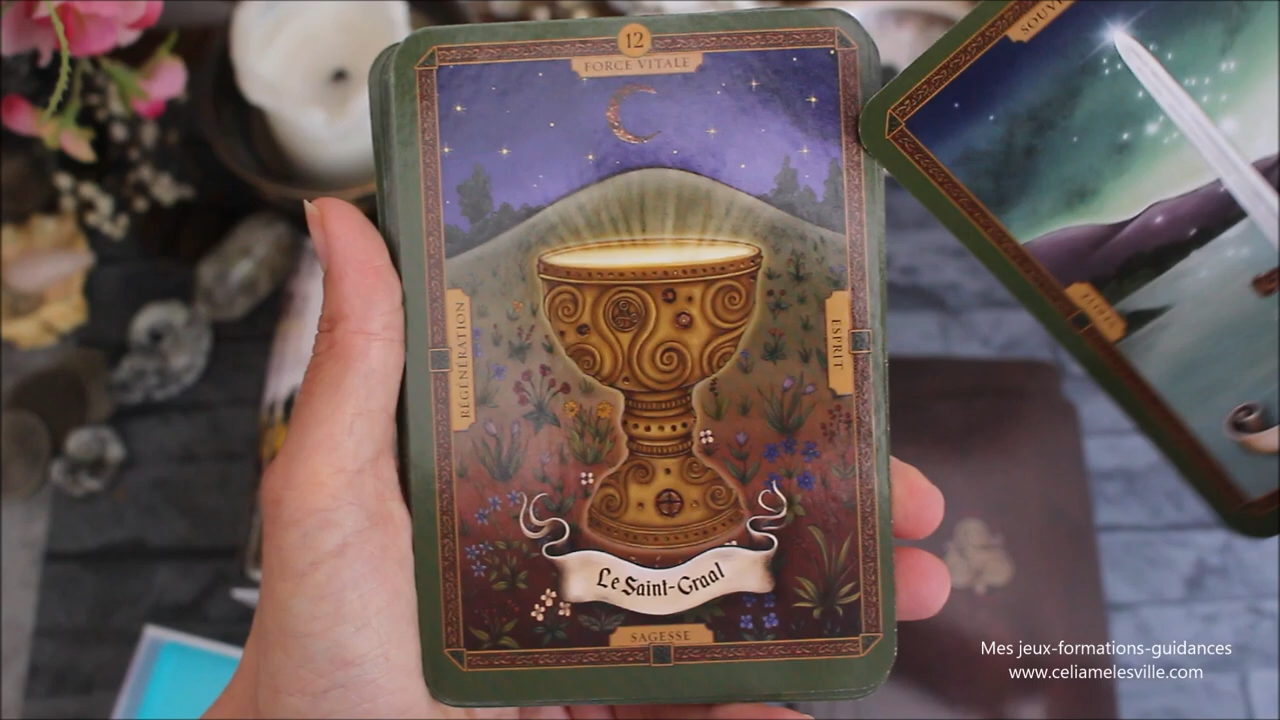 12
FORCE VITALE
RÉGÉNÉRATION
ESPRIT
Le Saint-Graal
SAGESSE
Mes jeux-formations-guidances
www.celiamelesville.com